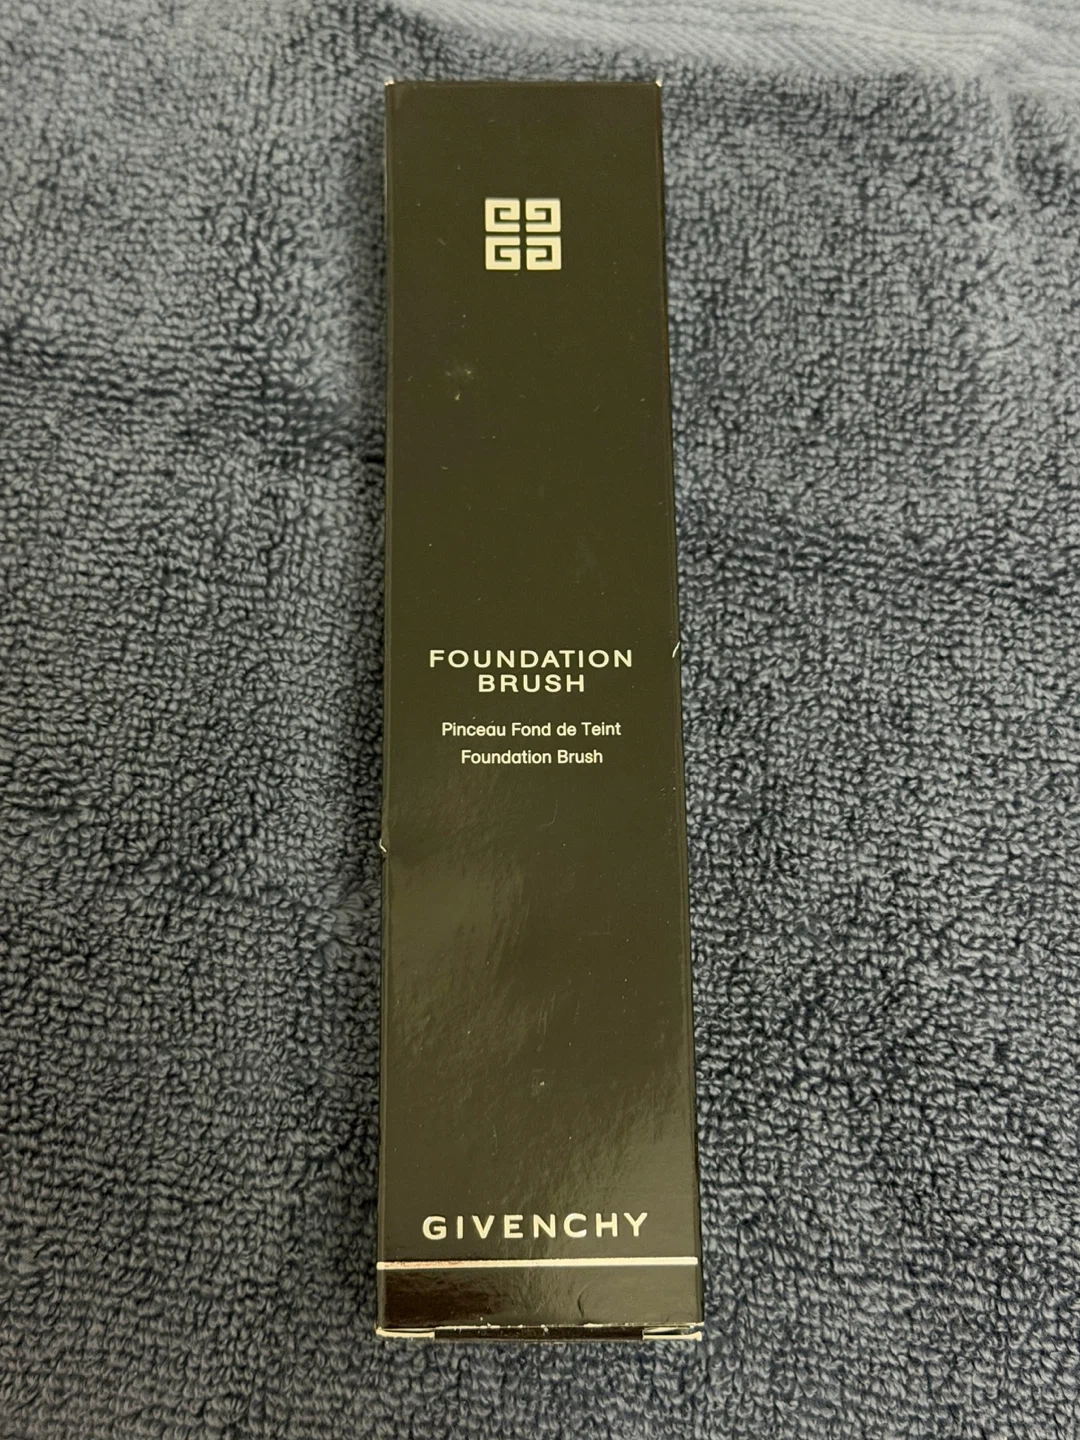 FOUNDATION
BRUSH
Pinceau Fond de Teint
Foundation Brush
GIVENCHY